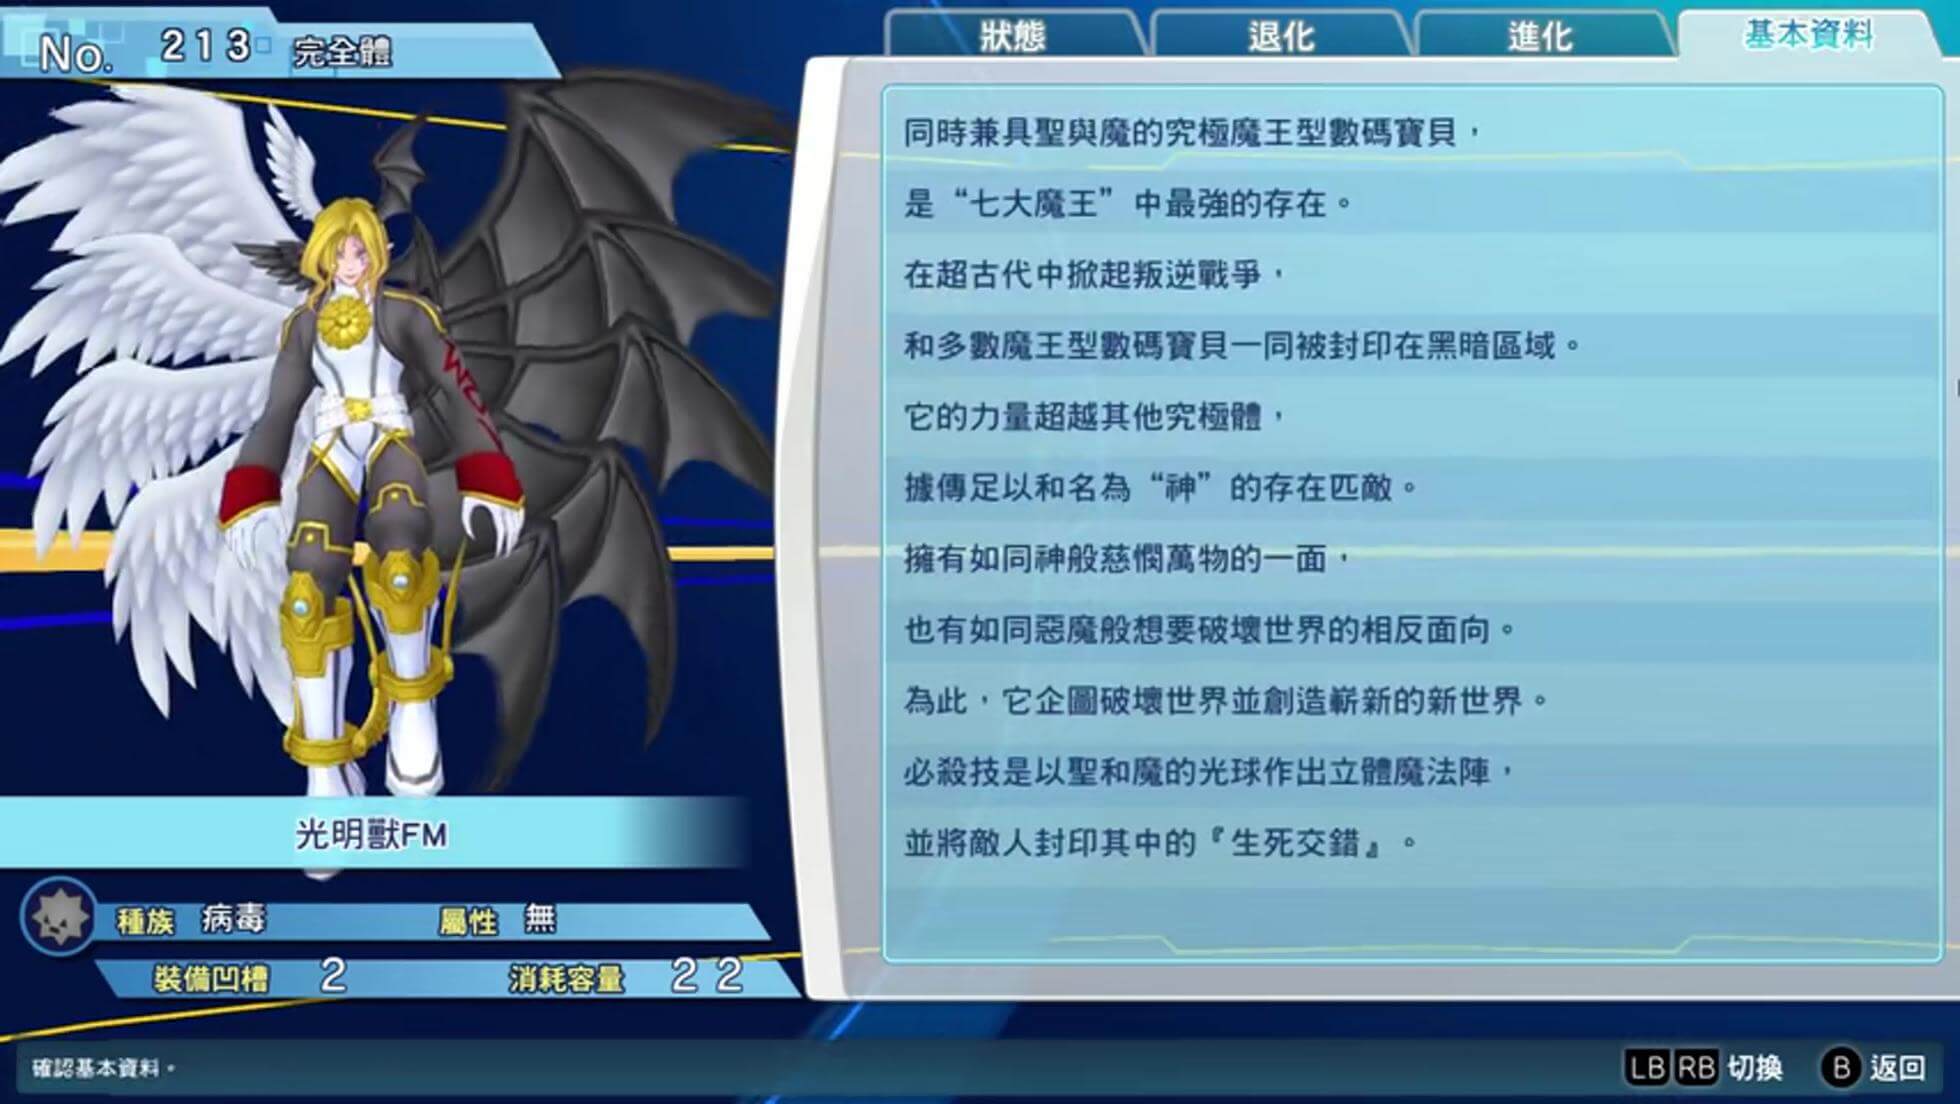 No. 213 完全體
狀態 退化 進化 基本資料
同時兼具聖與魔的究極魔王型數碼寶貝，
是“七大魔王”中最強的存在。
在超古代中掀起叛逆戰爭，
和多數魔王型數碼寶貝一同被封印在黑暗區域。
它的力量超越其他究極體，
據傳足以和名為“神”的存在匹敵。
擁有如同神般慈憫萬物的一面，
也有如同惡魔般想要破壞世界的相反面向。
為此，它企圖破壞世界並創造嶄新的新世界。
必殺技是以聖和魔的光球作出立體魔法陣，
並將敵人封印其中的『生死交錯』。
光明獸FM
種族 病毒 屬性 無
裝備凹槽 2 消耗容量 22
確認基本資料。
LB RB 切換 B 返回